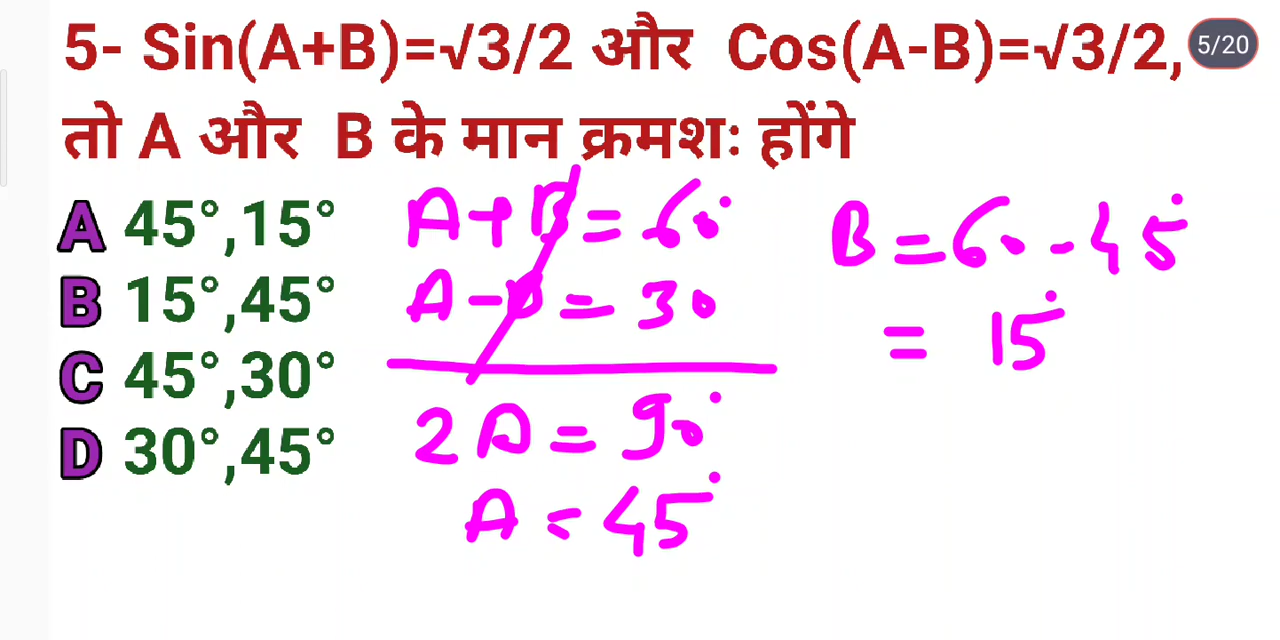 5- Sin(A+B)=√3/2 और Cos(A-B)=√3/2,
5/20
तो A और B के मान क्रमशः होंगे
A 45°,15°
B 15°,45°
C 45°,30°
D 30°,45°
A+B = 60°
A-B = 30
2A = 90°
A = 45°
B = 60-45°
= 15°